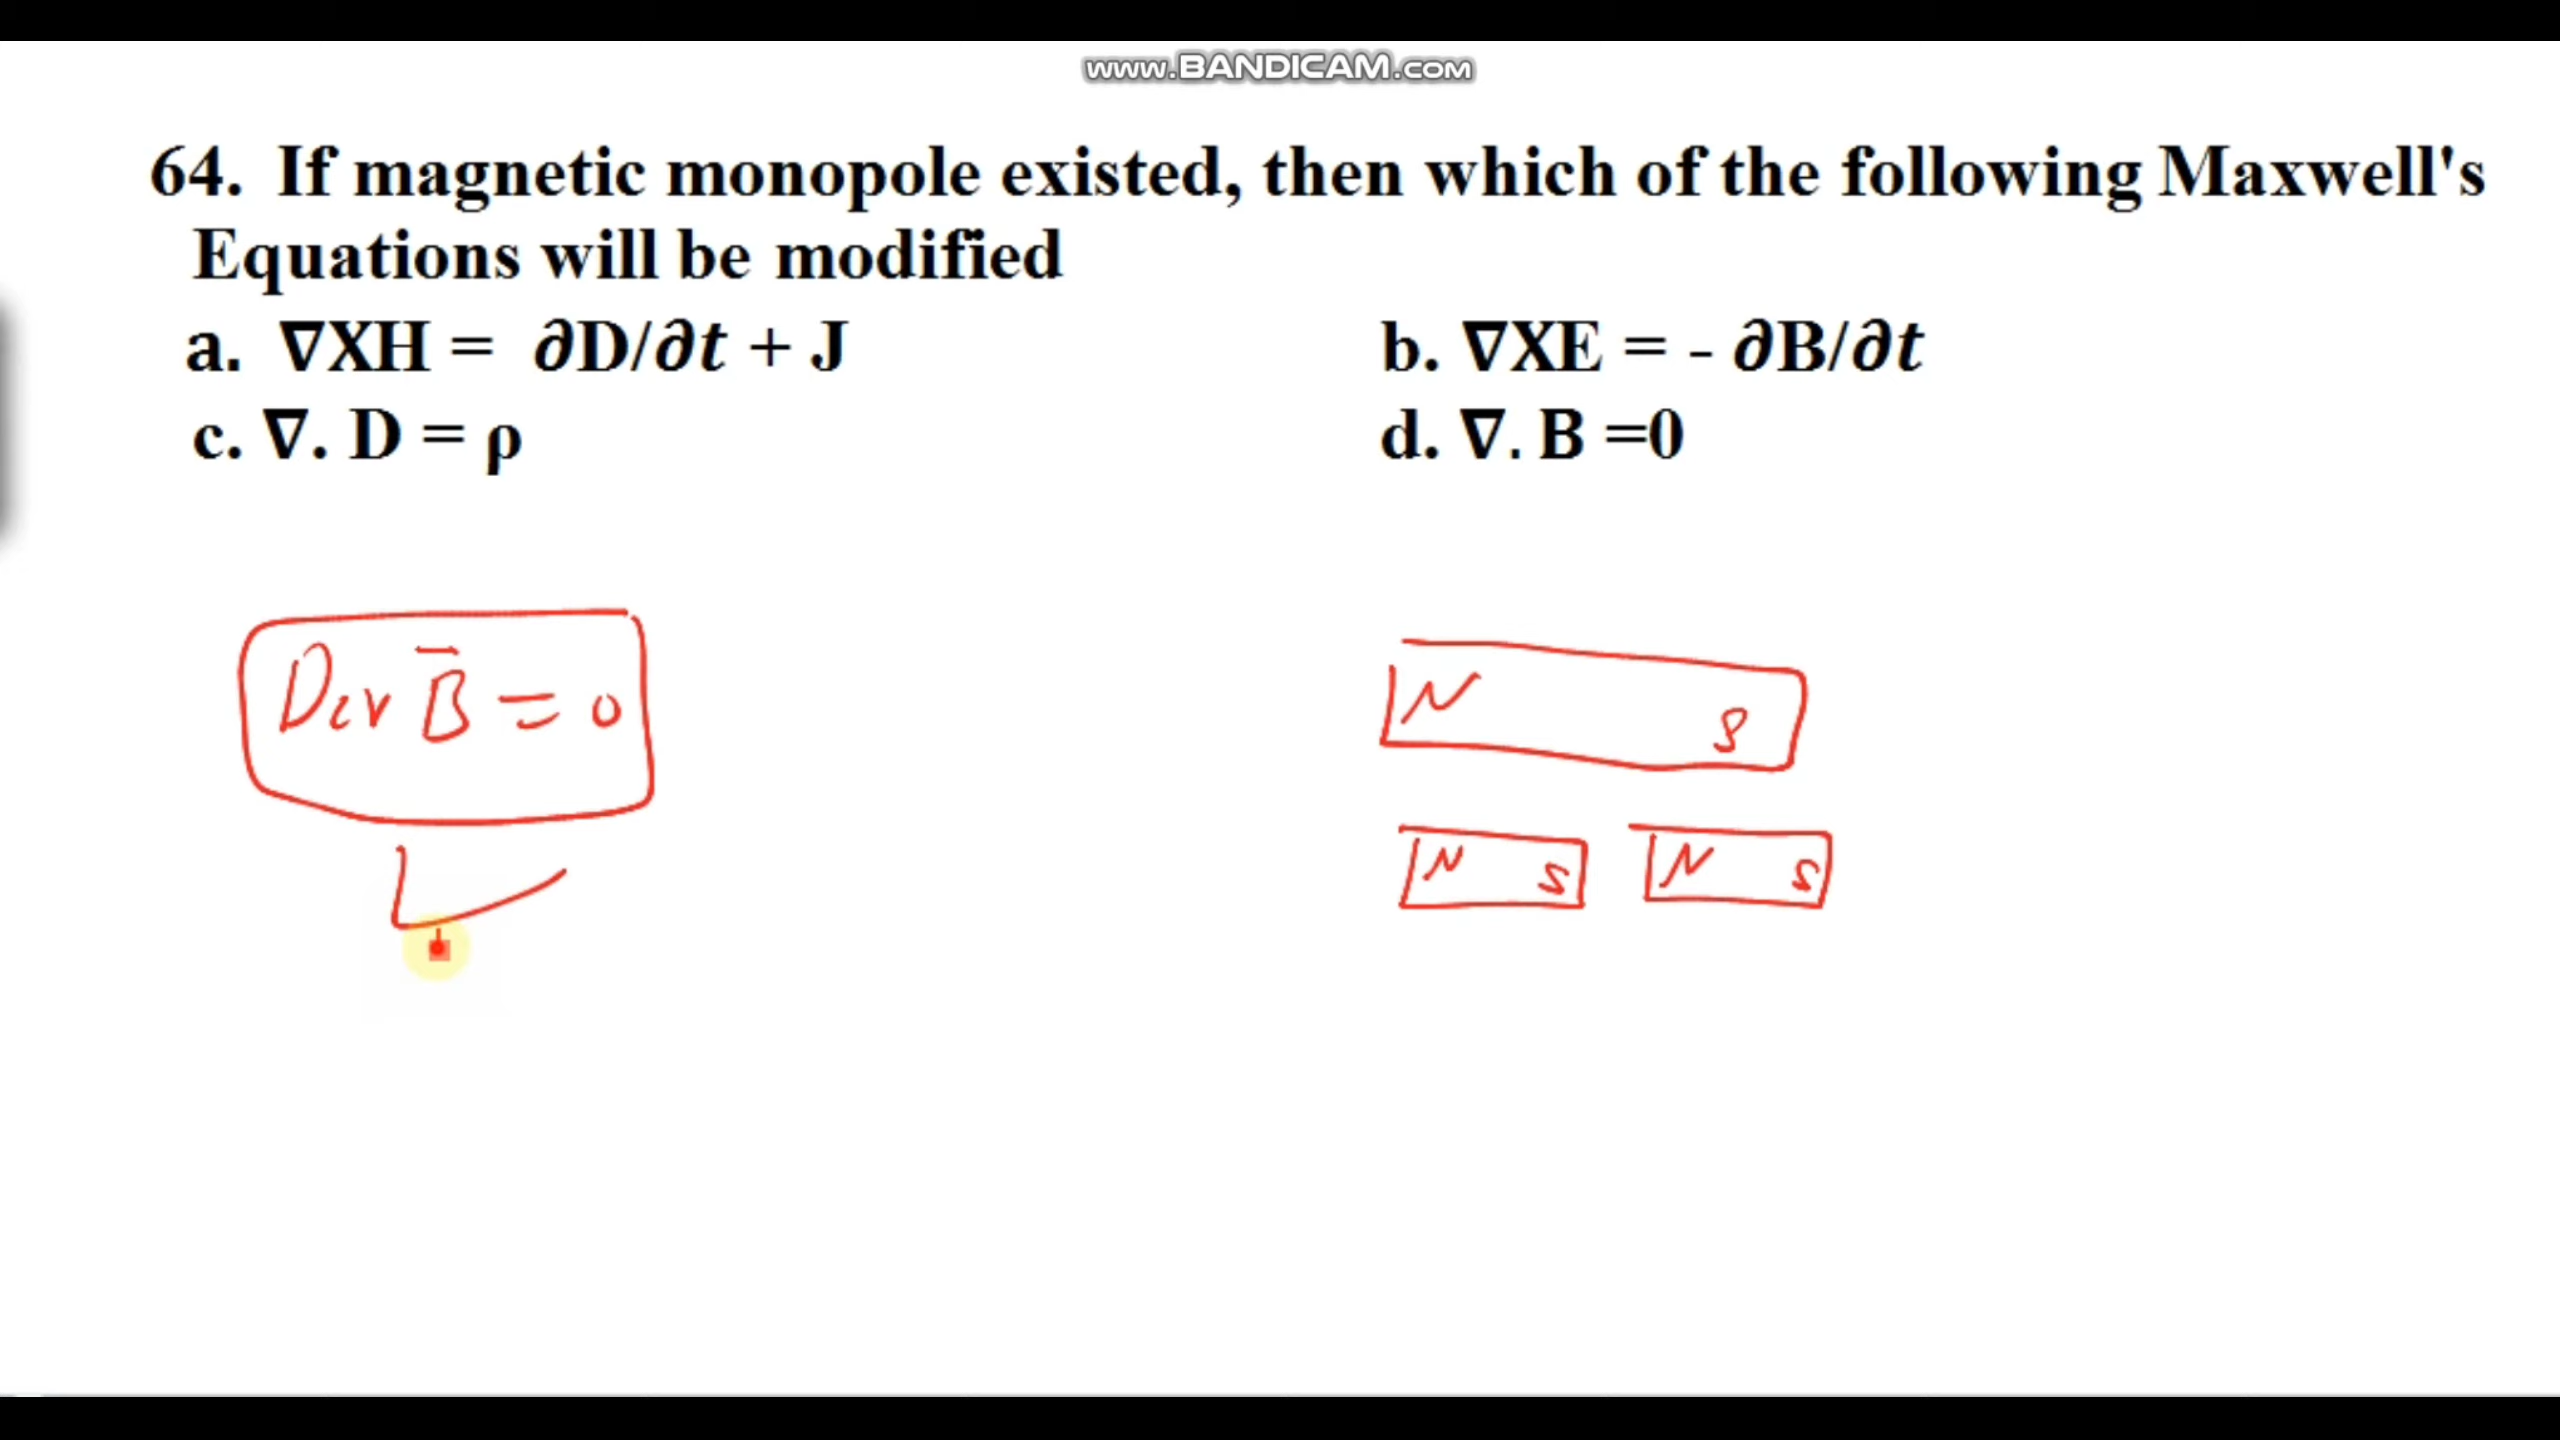 www.BANDICAM.com
64. If magnetic monopole existed, then which of the following Maxwell's
Equations will be modified
a. ∇XH = ∂D/∂t + J
b. ∇XE = - ∂B/∂t
c. ∇. D = ρ
d. ∇. B =0
Div B̄ = 0
N S
N S N S